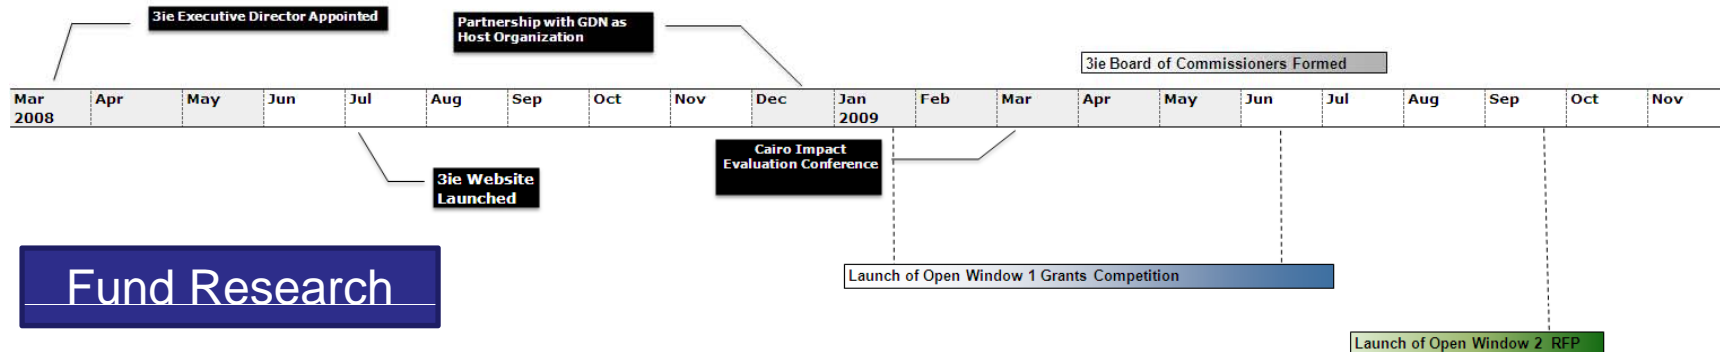 3ie Executive Director Appointed
Partnership with GDN as
Host Organization
3ie Board of Commissioners Formed
Mar 2008 Apr May Jun Jul Aug Sep Oct Nov Dec Jan 2009 Feb Mar Apr May Jun Jul Aug Sep Oct Nov
Cairo Impact
Evaluation Conference
3ie Website
Launched
Fund Research
Launch of Open Window 1 Grants Competition
Launch of Open Window 2 RFP